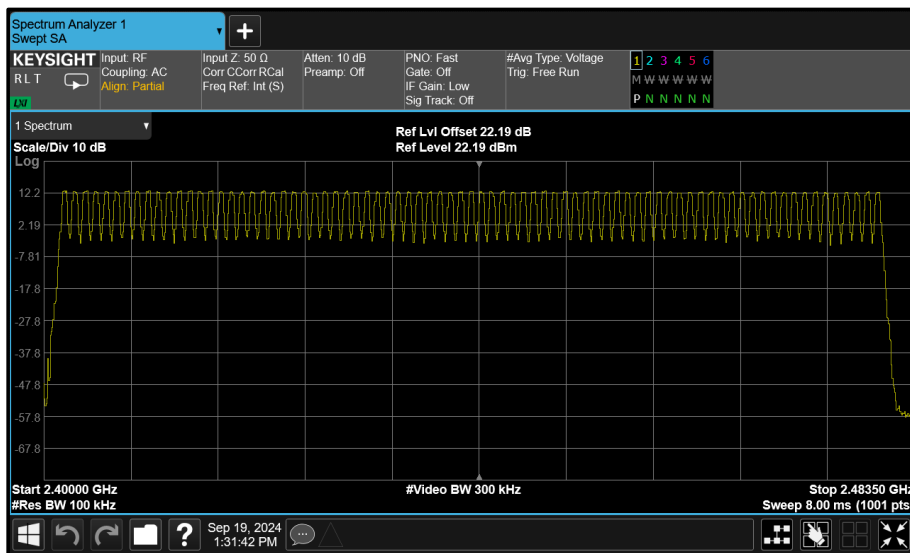 Spectrum Analyzer 1
Swept SA
KEYSIGHT
R L T
LXI
Input: RF
Coupling: AC
Align: Partial
Input Z: 50 Ω
Corr CCorr RCal
Freq Ref: Int (S)
Atten: 10 dB
Preamp: Off
PNO: Fast
Gate: Off
IF Gain: Low
Sig Track: Off
#Avg Type: Voltage
Trig: Free Run
1 2 3 4 5 6
M W W W W W
P N N N N N
1 Spectrum
Scale/Div 10 dB
Ref Lvl Offset 22.19 dB
Ref Level 22.19 dBm
Log
12.2
2.19
-7.81
-17.8
-27.8
-37.8
-47.8
-57.8
-67.8
Start 2.40000 GHz
#Res BW 100 kHz
#Video BW 300 kHz
Stop 2.48350 GHz
Sweep 8.00 ms (1001 pts
Sep 19, 2024
1:31:42 PM